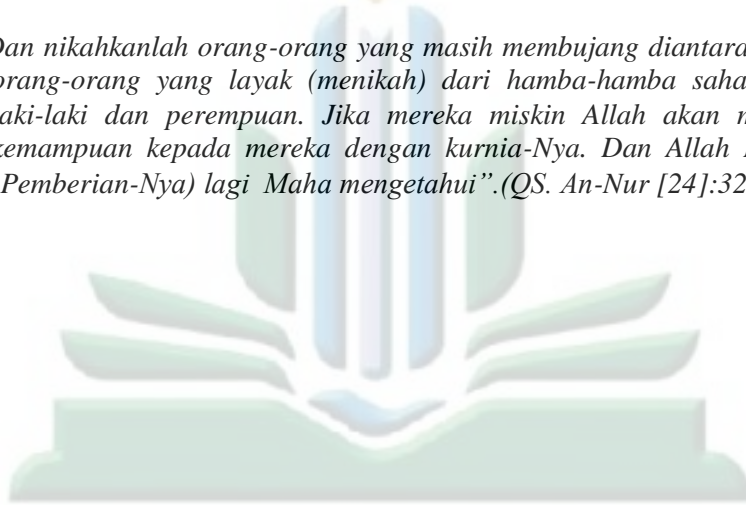 Dan nikahkanlah orang-orang yang masih membujang diantara
orang-orang yang layak (menikah) dari hamba-hamba saha
aki-laki dan perempuan. Jika mereka miskin Allah akan m
kemampuan kepada mereka dengan kurnia-Nya. Dan Allah
Pemberian-Nya) lagi Maha mengetahui”.(QS. An-Nur [24]:32